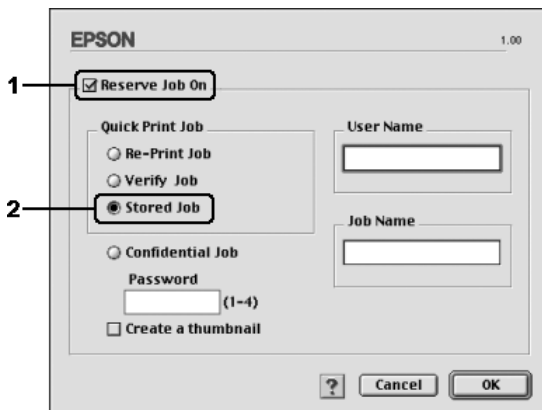 EPSON
1.00
1
Reserve Job On
Quick Print Job
Re-Print Job
Verify Job
2
Stored Job
Confidential Job
Password
(1-4)
Create a thumbnail
User Name
Job Name
?
Cancel
OK